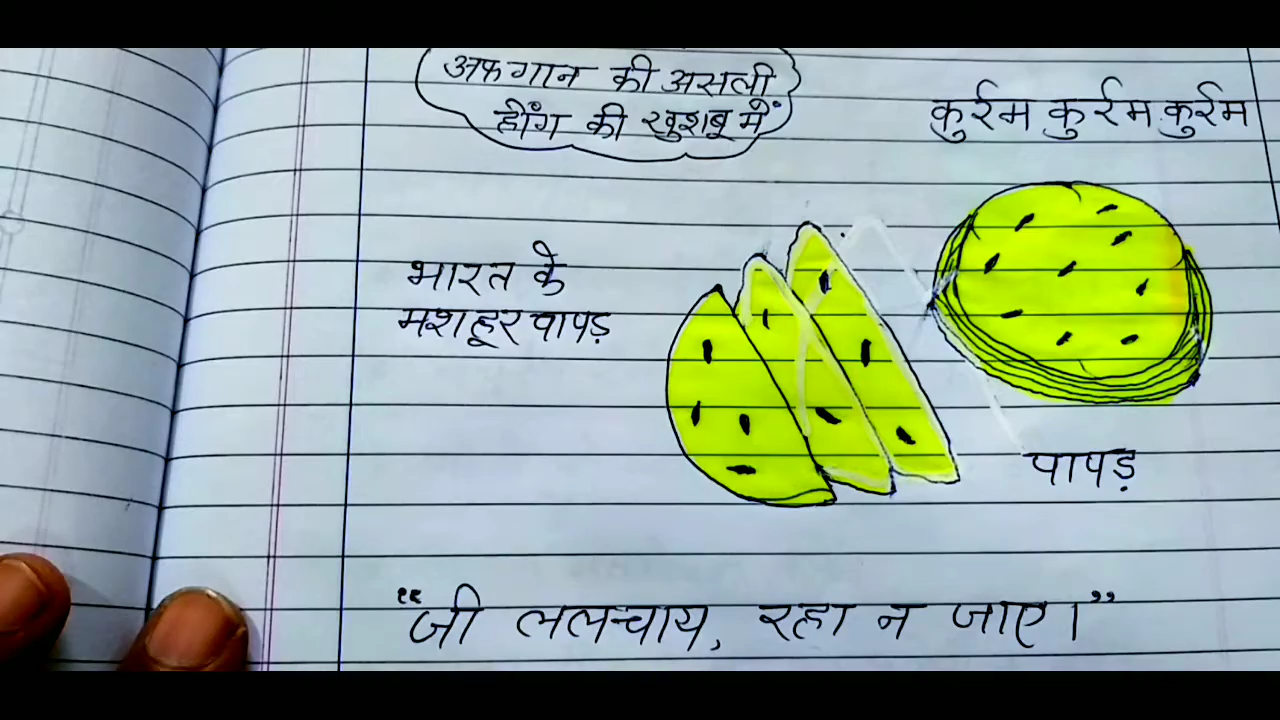 अफगान की असली
हींग की खुशबू में
कुर्रम कुर्रम कुर्रम
भारत के
मशहूर पापड़
पापड़
“जी ललचाय, रहा न जाए।”